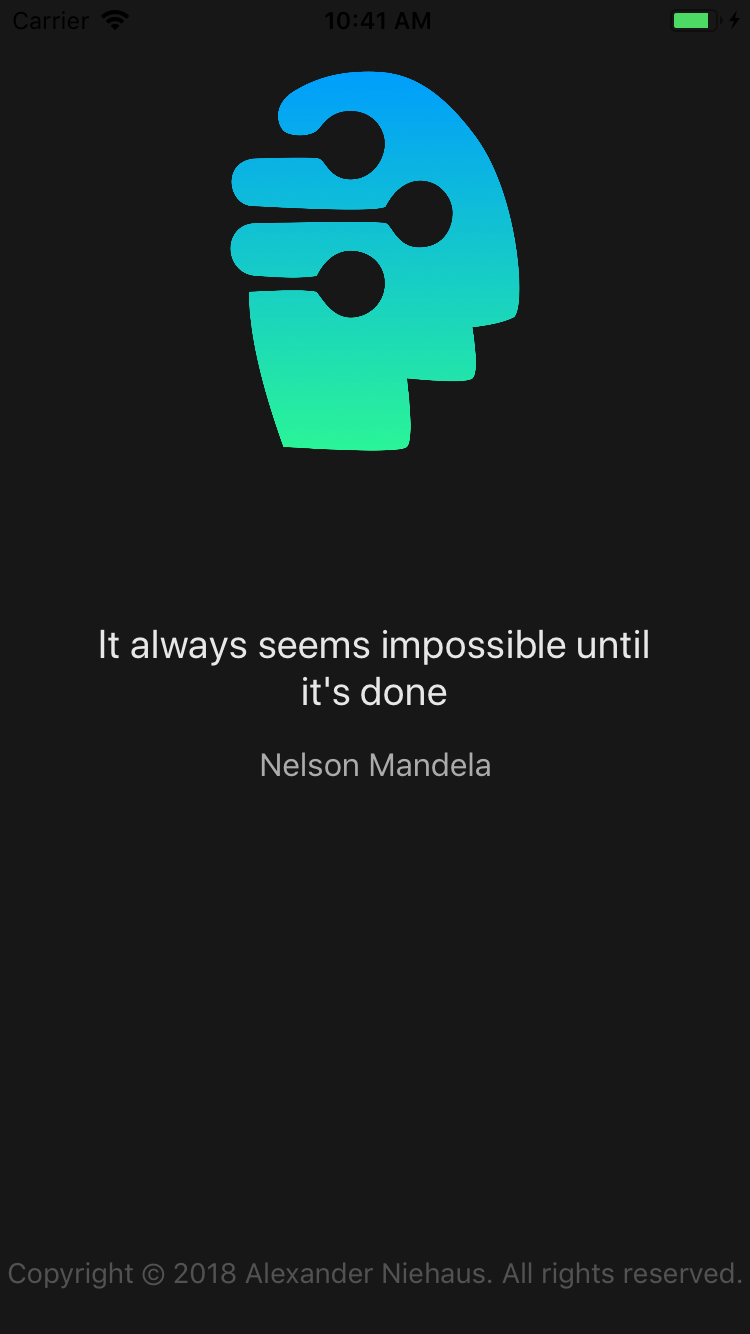 Carrier 10:41 AM
It always seems impossible until
it's done
Nelson Mandela
Copyright © 2018 Alexander Niehaus. All rights reserved.